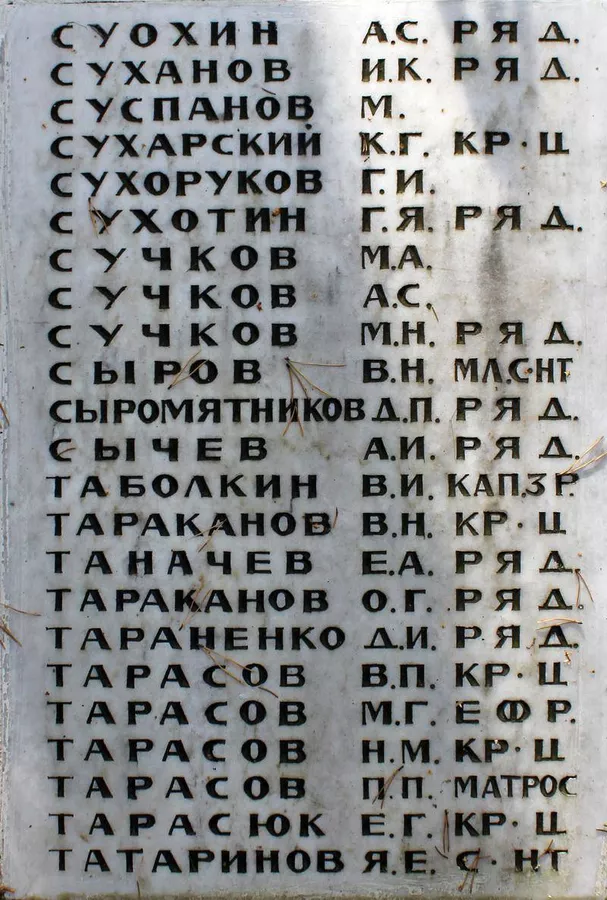 СУОХИН А.С. РЯД.
СУХАНОВ И.К. РЯД.
СУСПАНОВ М.
СУХАРСКИЙ К.Г. КР-Ц
СУХОРУКОВ Г.И.
СУХОТИН Г.Я. РЯД.
СУЧКОВ М.А.
СУЧКОВ А.С.
СУЧКОВ М.Н. РЯД.
СЫРОВ В.Н. МЛ.С-НТ
СЫРОМЯТНИКОВ Д.П. РЯД.
СЫЧЕВ А.И. РЯД.
ТАБОЛКИН В.И. КАП.3Р.
ТАРАКАНОВ В.Н. КР-Ц
ТАНАЧЕВ Е.А. РЯД.
ТАРАКАНОВ О.Г. РЯД.
ТАРАНЕНКО Д.И. РЯД.
ТАРАСОВ В.П. КР-Ц
ТАРАСОВ М.Г. ЕФР.
ТАРАСОВ Н.М. КР-Ц
ТАРАСОВ П.П. МАТРОС
ТАРАСЮК Е.Г. КР-Ц
ТАТАРИНОВ Я.Е. С-НТ